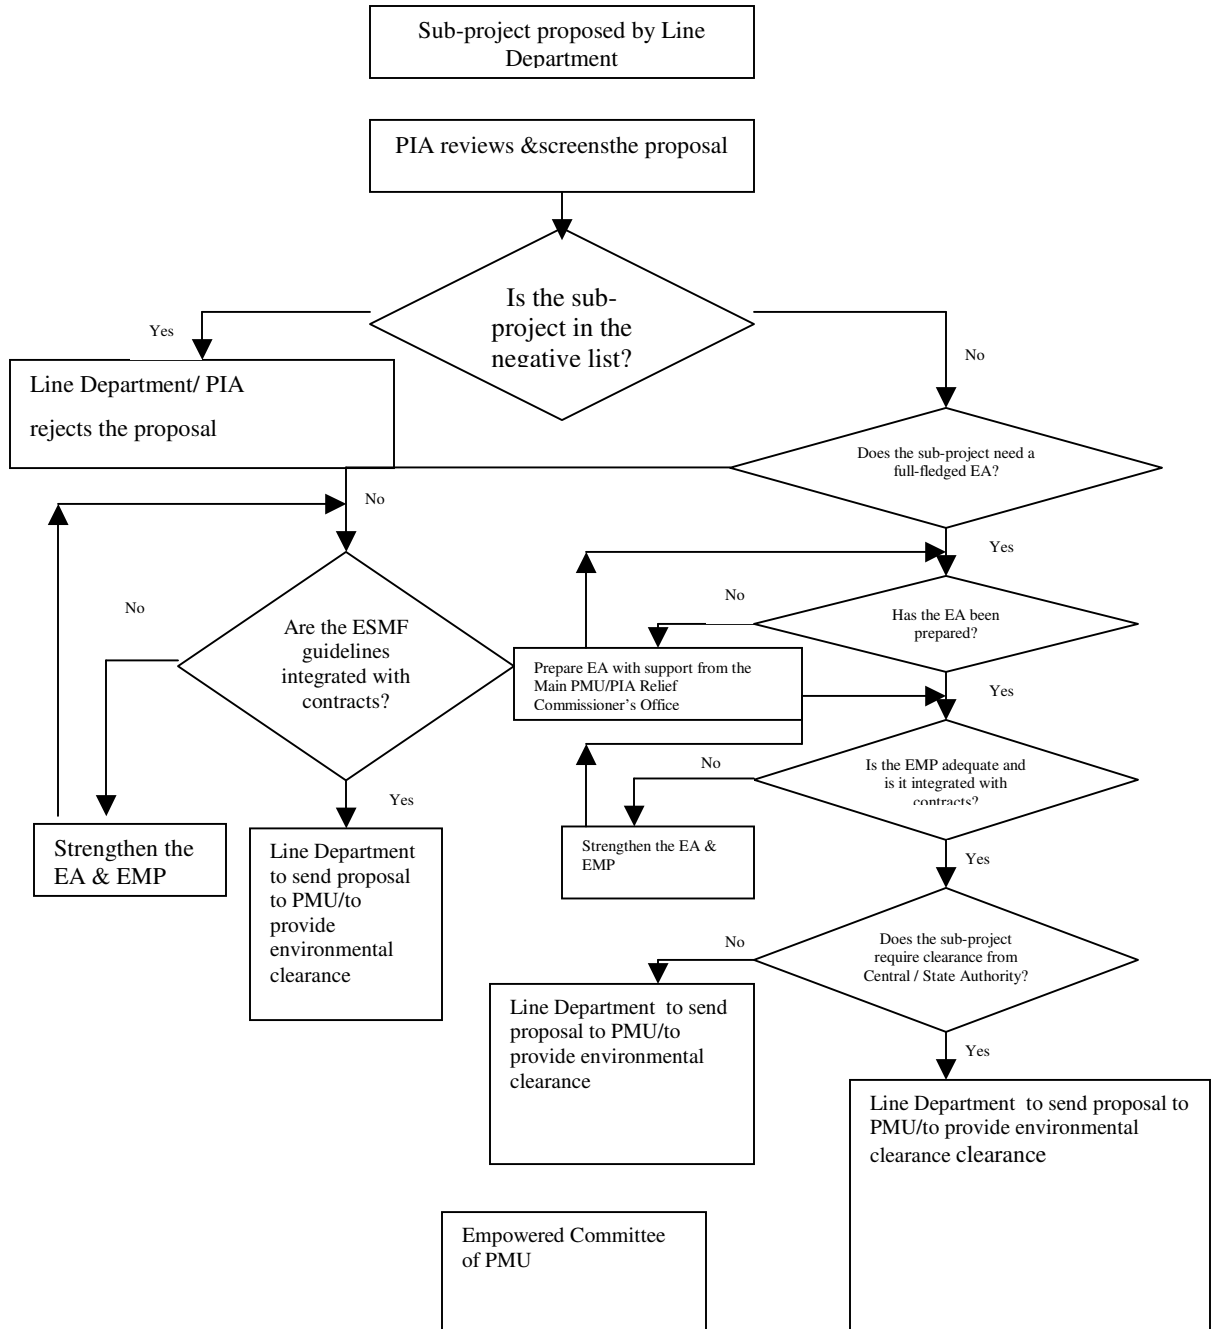 Sub-project proposed by Line
Department
PIA reviews &screensthe proposal
Is the sub-
project in the
negative list?
Yes
No
Line Department/ PIA
rejects the proposal
Does the sub-project need a
full-fledged EA?
No
Yes
No
No
Has the EA been
prepared?
Are the ESMF
guidelines
integrated with
contracts?
Prepare EA with support from the
Main PMU/PIA Relief
Commissioner's Office
Yes
No
Is the EMP adequate and
is it integrated with
contracts?
Yes
Strengthen the
EA & EMP
Line Department
to send proposal
to PMU/to
provide
environmental
clearance
Strengthen the EA &
EMP
Yes
No
Does the sub-project
require clearance from
Central / State Authority?
Line Department  to send
proposal to PMU/to
provide environmental
clearance
Yes
Line Department  to send proposal to
PMU/to provide environmental
clearance clearance
Empowered Committee
of PMU